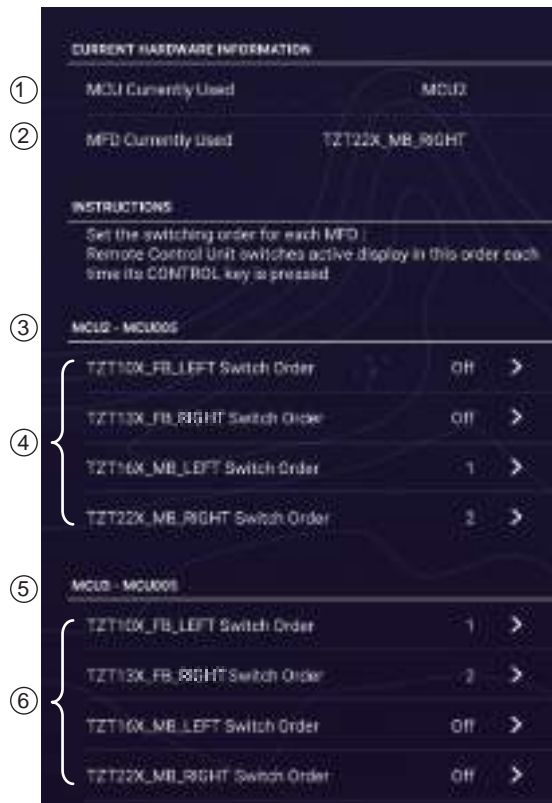 CURRENT HARDWARE INFORMATION
① MCU Currently Used MCU2
② MFD Currently Used TZT22X_MB_RIGHT
INSTRUCTIONS
Set the switching order for each MFD.
Remote Control Unit switches active display in this order each
time its CONTROL key is pressed
③ MCU2 - MCU005
④
TZT10X_FB_LEFT Switch Order Off >
TZT13X_FB_RIGHT Switch Order Off >
TZT16X_MB_LEFT Switch Order 1 >
TZT22X_MB_RIGHT Switch Order 2 >
⑤ MCU3 - MCU005
⑥
TZT10X_FB_LEFT Switch Order 1 >
TZT13X_FB_RIGHT Switch Order 2 >
TZT16X_MB_LEFT Switch Order Off >
TZT22X_MB_RIGHT Switch Order Off >